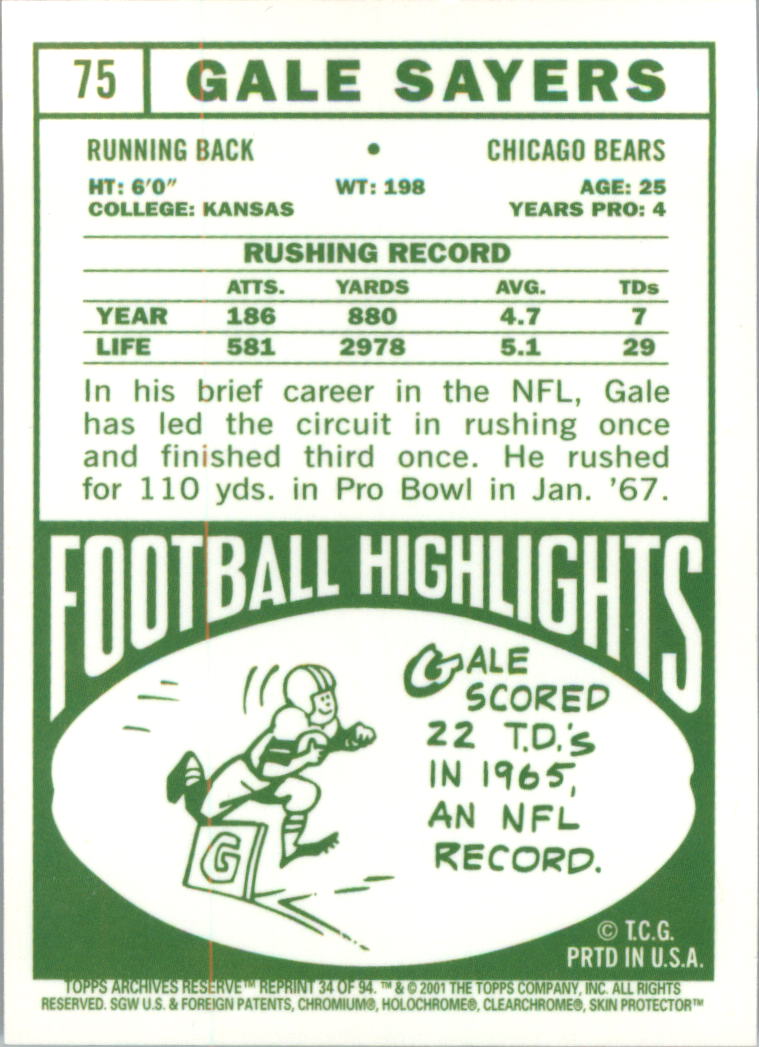 75 GALE SAYERS
RUNNING BACK • CHICAGO BEARS
HT: 6'0" WT: 198 AGE: 25
COLLEGE: KANSAS YEARS PRO: 4
RUSHING RECORD
ATTS. YARDS AVG. TDs
YEAR 186 880 4.7 7
LIFE 581 2978 5.1 29
In his brief career in the NFL, Gale
has led the circuit in rushing once
and finished third once. He rushed
for 110 yds. in Pro Bowl in Jan. '67.
FOOTBALL HIGHLIGHTS
GALE
SCORED
22 T.D.'s
IN 1965,
AN NFL
RECORD.
G
© T.C.G.
PRTD IN U.S.A.
TOPPS ARCHIVES RESERVE™ REPRINT 34 OF 94. ™ & © 2001 THE TOPPS COMPANY, INC. ALL RIGHTS
RESERVED. SGW U.S. & FOREIGN PATENTS, CHROMIUM®, HOLOCHROME®, CLEARCHROME®, SKIN PROTECTOR™